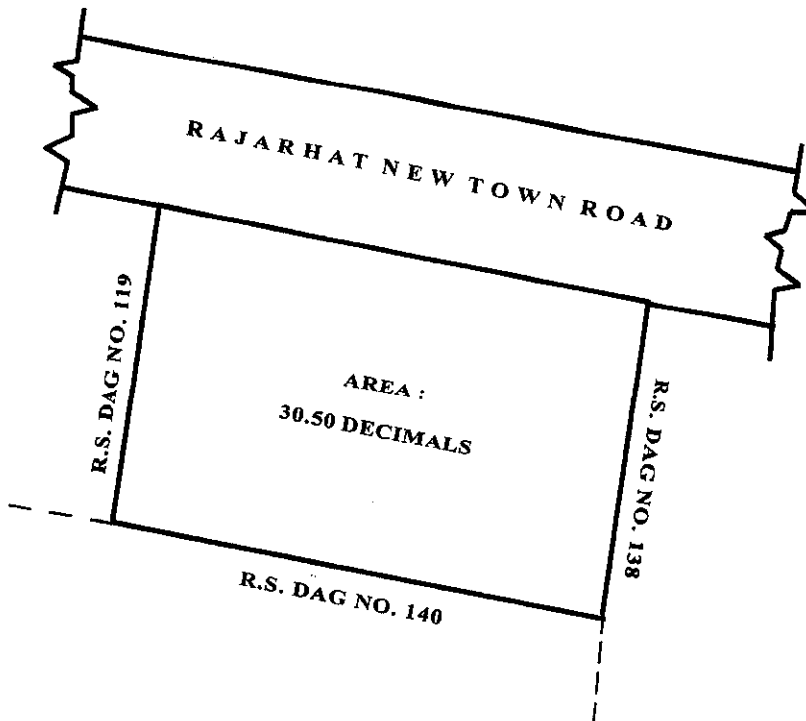 RAJARHAT NEW TOWN ROAD
R.S. DAG NO. 119
AREA :
30.50 DECIMALS
R.S. DAG NO. 138
R.S. DAG NO. 140